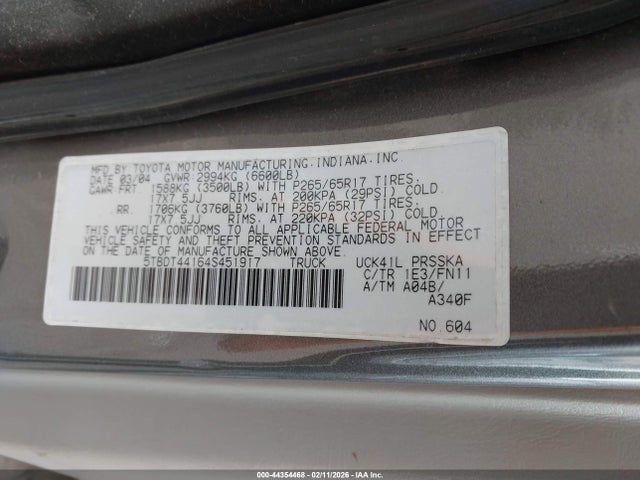 MFD BY TOYOTA MOTOR MANUFACTURING.INDIANA.INC.
DATE 03/04 GVWR 2994KG (6600LB)
GAWR-FRT 1588KG (3500LB) WITH P265/65R17 TIRES.
17X7.5JJ RIMS. AT 200KPA (29PSI) COLD.
RR 1706KG (3760LB) WITH P265/65R17 TIRES.
17X7.5JJ RIMS. AT 220KPA (32PSI) COLD.
THIS VEHICLE CONFORMS TO ALL APPLICABLE FEDERAL MOTOR
VEHICLE SAFETY AND THEFT PREVENTION STANDARDS IN EFFECT
ON THE DATE OF MANUFACTURE SHOWN ABOVE.
5TBDT44164S451917 TRUCK UCK41L PRSSKA
C/TR 1E3/FN11
A/TM A04B/
A340F
NO.604
000-44354468 - 02/11/2026 - IAAI.COM